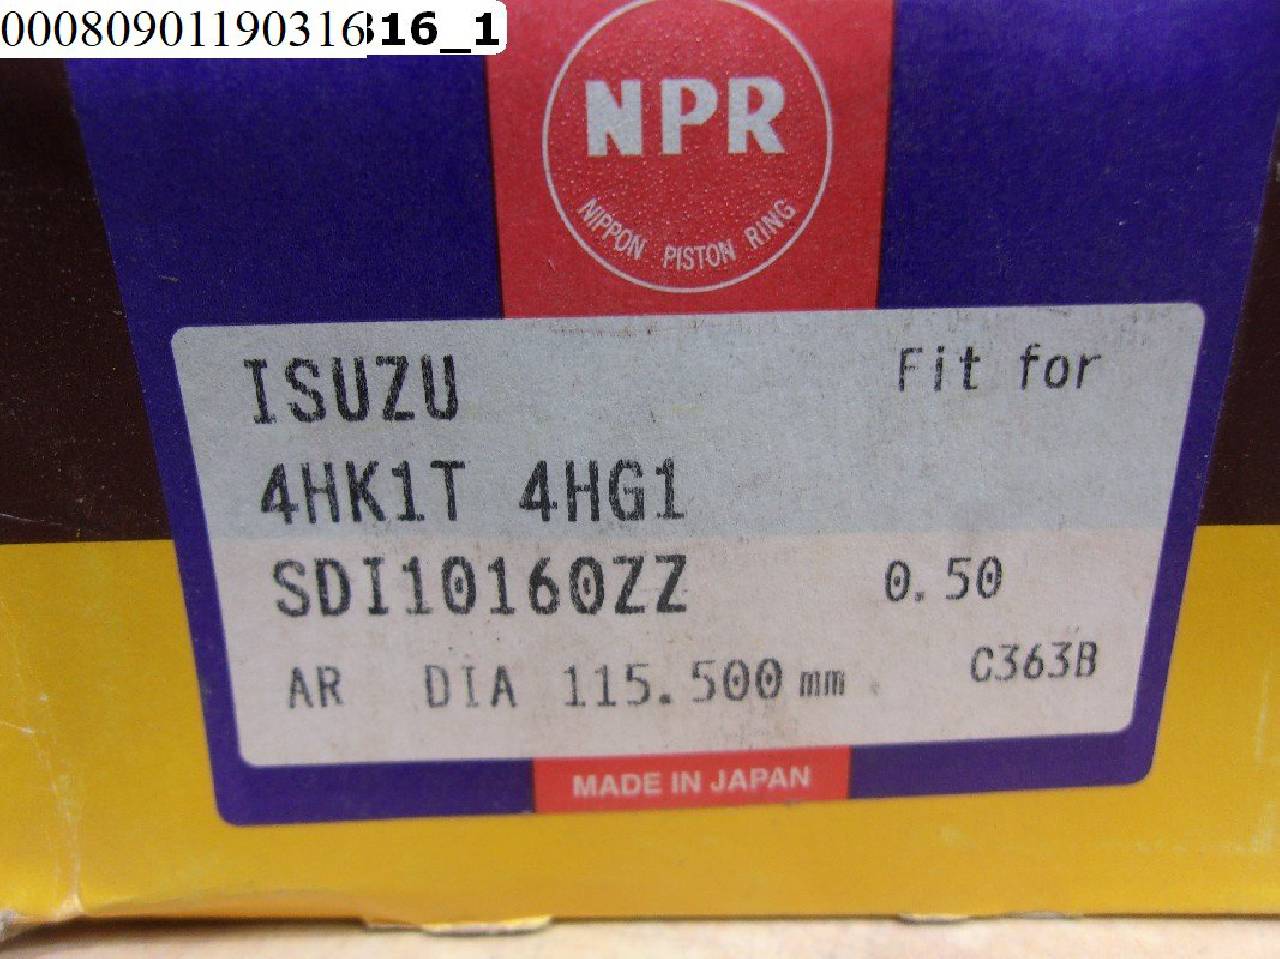 00080901190316316_1
NPR
NIPPON PISTON RING
ISUZU Fit for
4HK1T 4HG1
SDI10160ZZ 0.50
AR DIA 115.500 mm C363B
MADE IN JAPAN